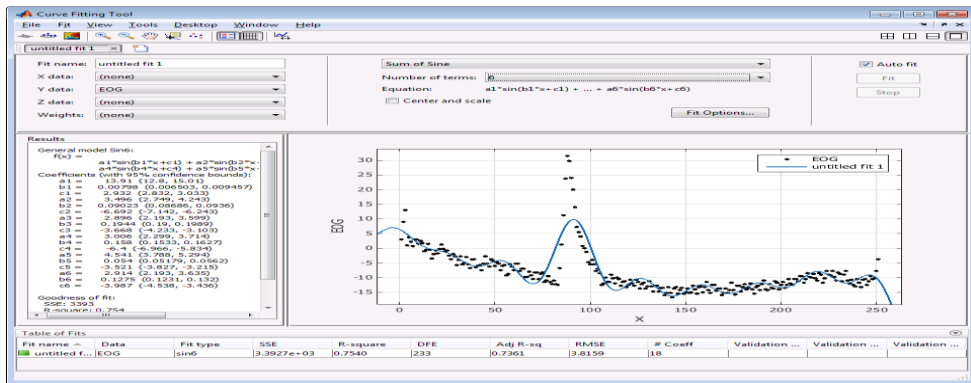 Curve Fitting Tool
File Fit View Tools Desktop Window Help
untitled fit 1
Fit name: untitled fit 1
X data: (none)
Y data: EOG
Z data: (none)
Weights: (none)
Sum of Sine
Number of terms: 6
Equation: a1*sin(b1*x+c1) + ... + a6*sin(b6*x+c6)
Center and scale
Fit Options...
Auto fit
Fit
Stop
Results
General model Sin6:
f(x) =
a1*sin(b1*x+c1) + a2*sin(b2*x-
a4*sin(b4*x+c4) + a5*sin(b5*x-
Coefficients (with 95% confidence bounds):
a1 = 13.91 (12.8, 15.01)
b1 = 0.00798 (0.006503, 0.009457)
c1 = 2.932 (2.832, 3.033)
a2 = 3.496 (2.749, 4.243)
b2 = 0.09023 (0.08686, 0.0936)
c2 = -6.692 (-7.142, -6.243)
a3 = 2.896 (2.193, 3.599)
b3 = 0.1944 (0.19, 0.1989)
c3 = -3.668 (-4.233, -3.103)
a4 = 3.006 (2.299, 3.714)
b4 = 0.158 (0.1533, 0.1627)
c4 = -6.4 (-6.966, -5.834)
a5 = 4.541 (3.788, 5.294)
b5 = 0.054 (0.05179, 0.0562)
c5 = -3.521 (-3.827, -3.215)
a6 = 2.914 (2.193, 3.635)
b6 = 0.1275 (0.1231, 0.132)
c6 = -3.987 (-4.538, -3.436)
Goodness of fit:
SSE: 3393
R-square: 0.754
EOG
untitled fit 1
30
25
20
15
10
5
0
-5
-10
-15
EOG
0 50 100 150 200 250
X
Table of Fits
Fit name Data Fit type SSE R-square DFE Adj R-sq RMSE # Coeff Validation ... Validation ... Validation ...
untitled f... EOG sin6 3.3927e+03 0.7540 233 0.7361 3.8159 18